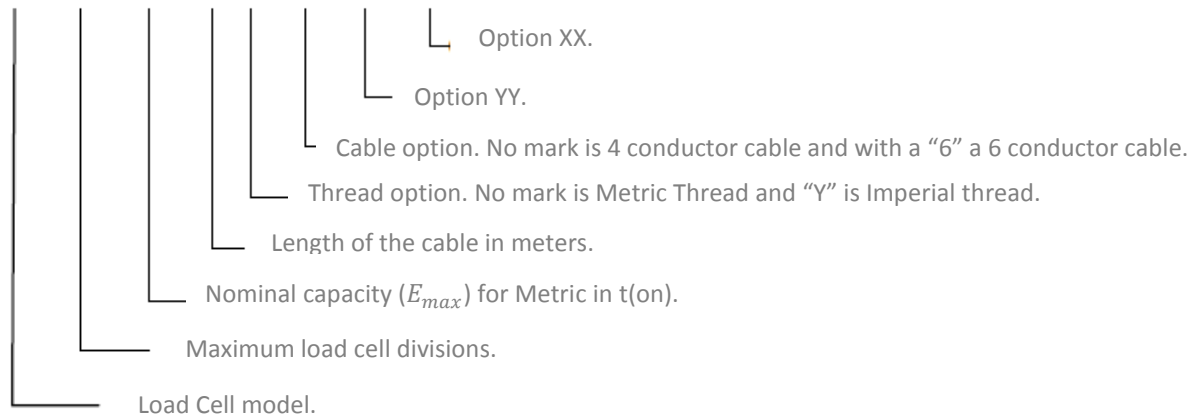 Option XX.
Option YY.
Cable option. No mark is 4 conductor cable and with a “6” a 6 conductor cable.
Thread option. No mark is Metric Thread and “Y” is Imperial thread.
Length of the cable in meters.
Nominal capacity (E_{max}) for Metric in t(on).
Maximum load cell divisions.
Load Cell model.